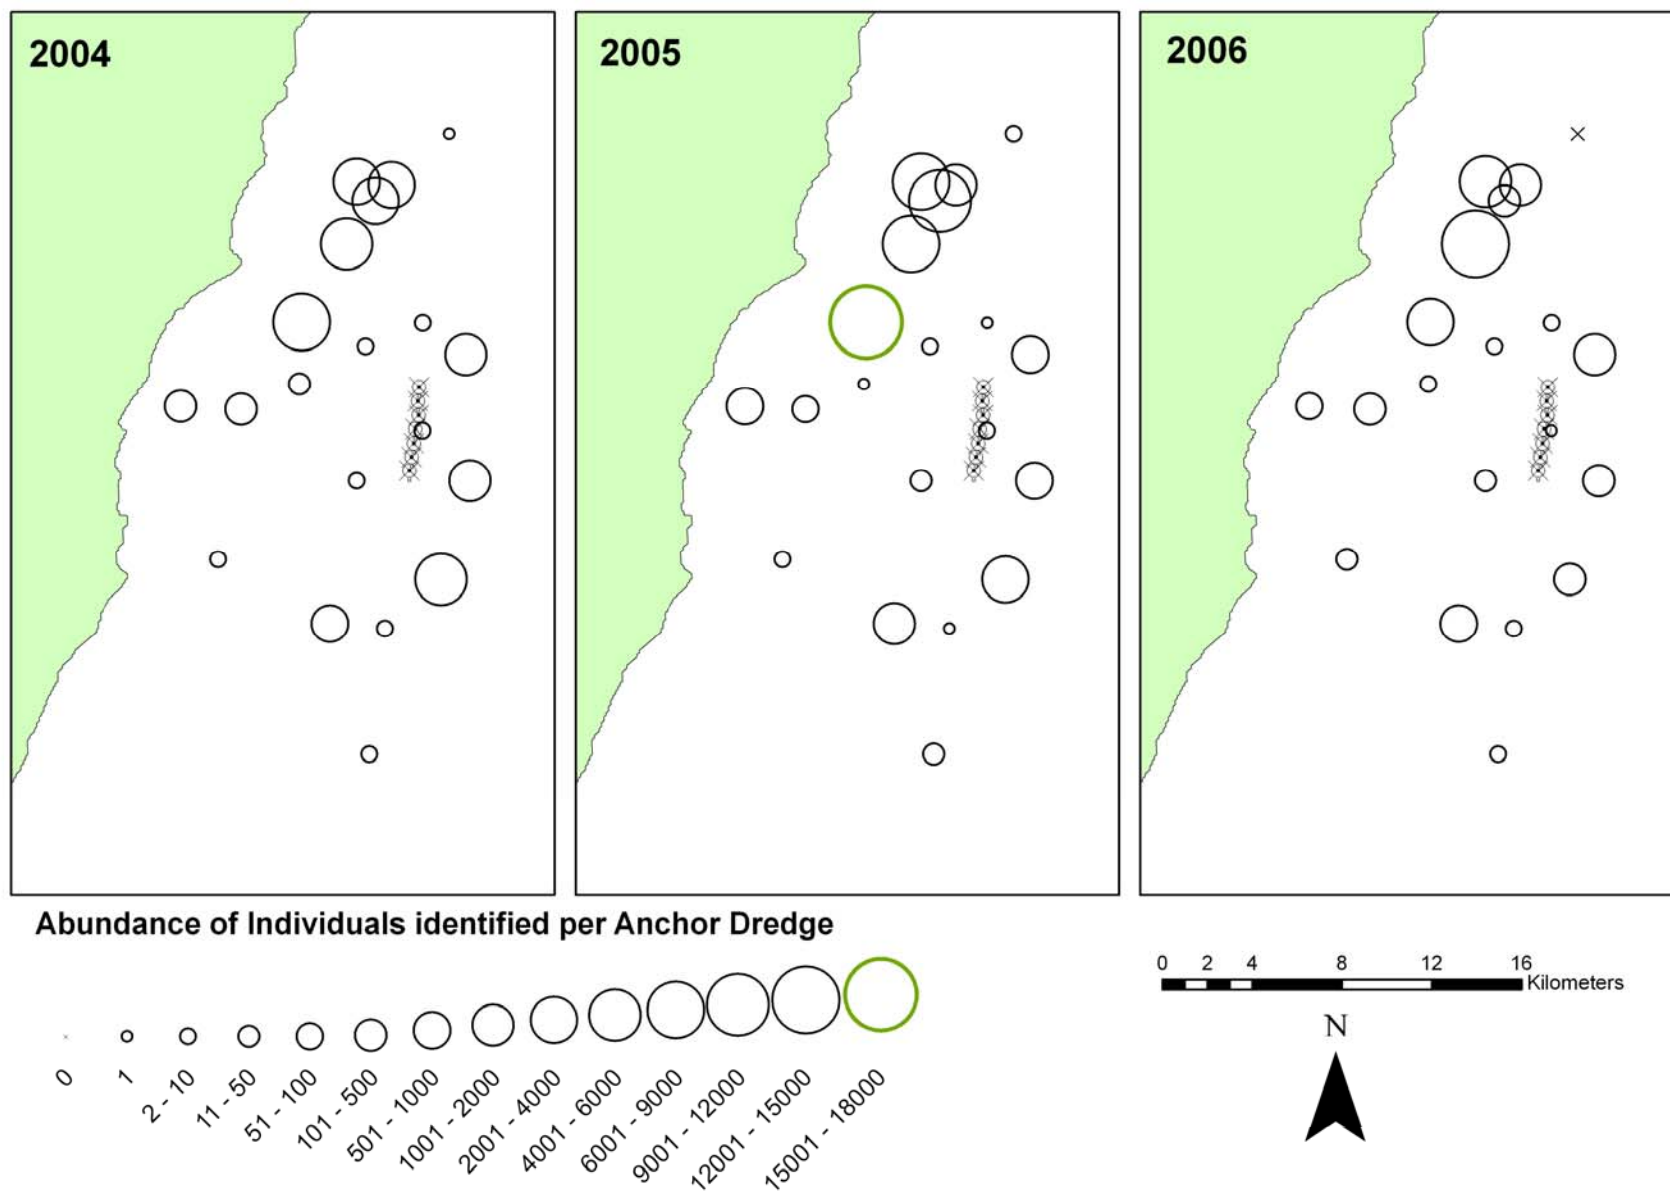 2004
2005
2006
Abundance of Individuals identified per Anchor Dredge
0
1
2 - 10
11 - 50
51 - 100
101 - 500
501 - 1000
1001 - 2000
2001 - 4000
4001 - 6000
6001 - 9000
9001 - 12000
12001 - 15000
15001 - 18000
0 2 4 8 12 16
Kilometers
N